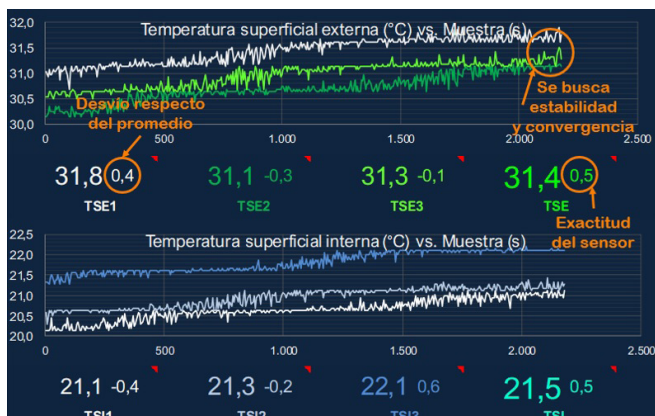 Temperatura superficial externa (°C) vs. Muestra (s)
32,0
31,5
31,0
30,5
30,0
0
500
1.000
1.500
2.000
2.500
Desvío respecto
del promedio
Se busca
estabilidad
y convergencia
31,8 0,4
31,1 -0,3
31,3 -0,1
31,4 0,5
TSE1
TSE2
TSE3
TSE
Exactitud
del sensor
Temperatura superficial interna (°C) vs. Muestra (s)
22,5
22,0
21,5
21,0
20,5
20,0
0
500
1.000
1.500
2.000
2.500
21,1 -0,4
21,3 -0,2
22,1 0,6
21,5 0,5
TSI1
TSI2
TSI3
TSI